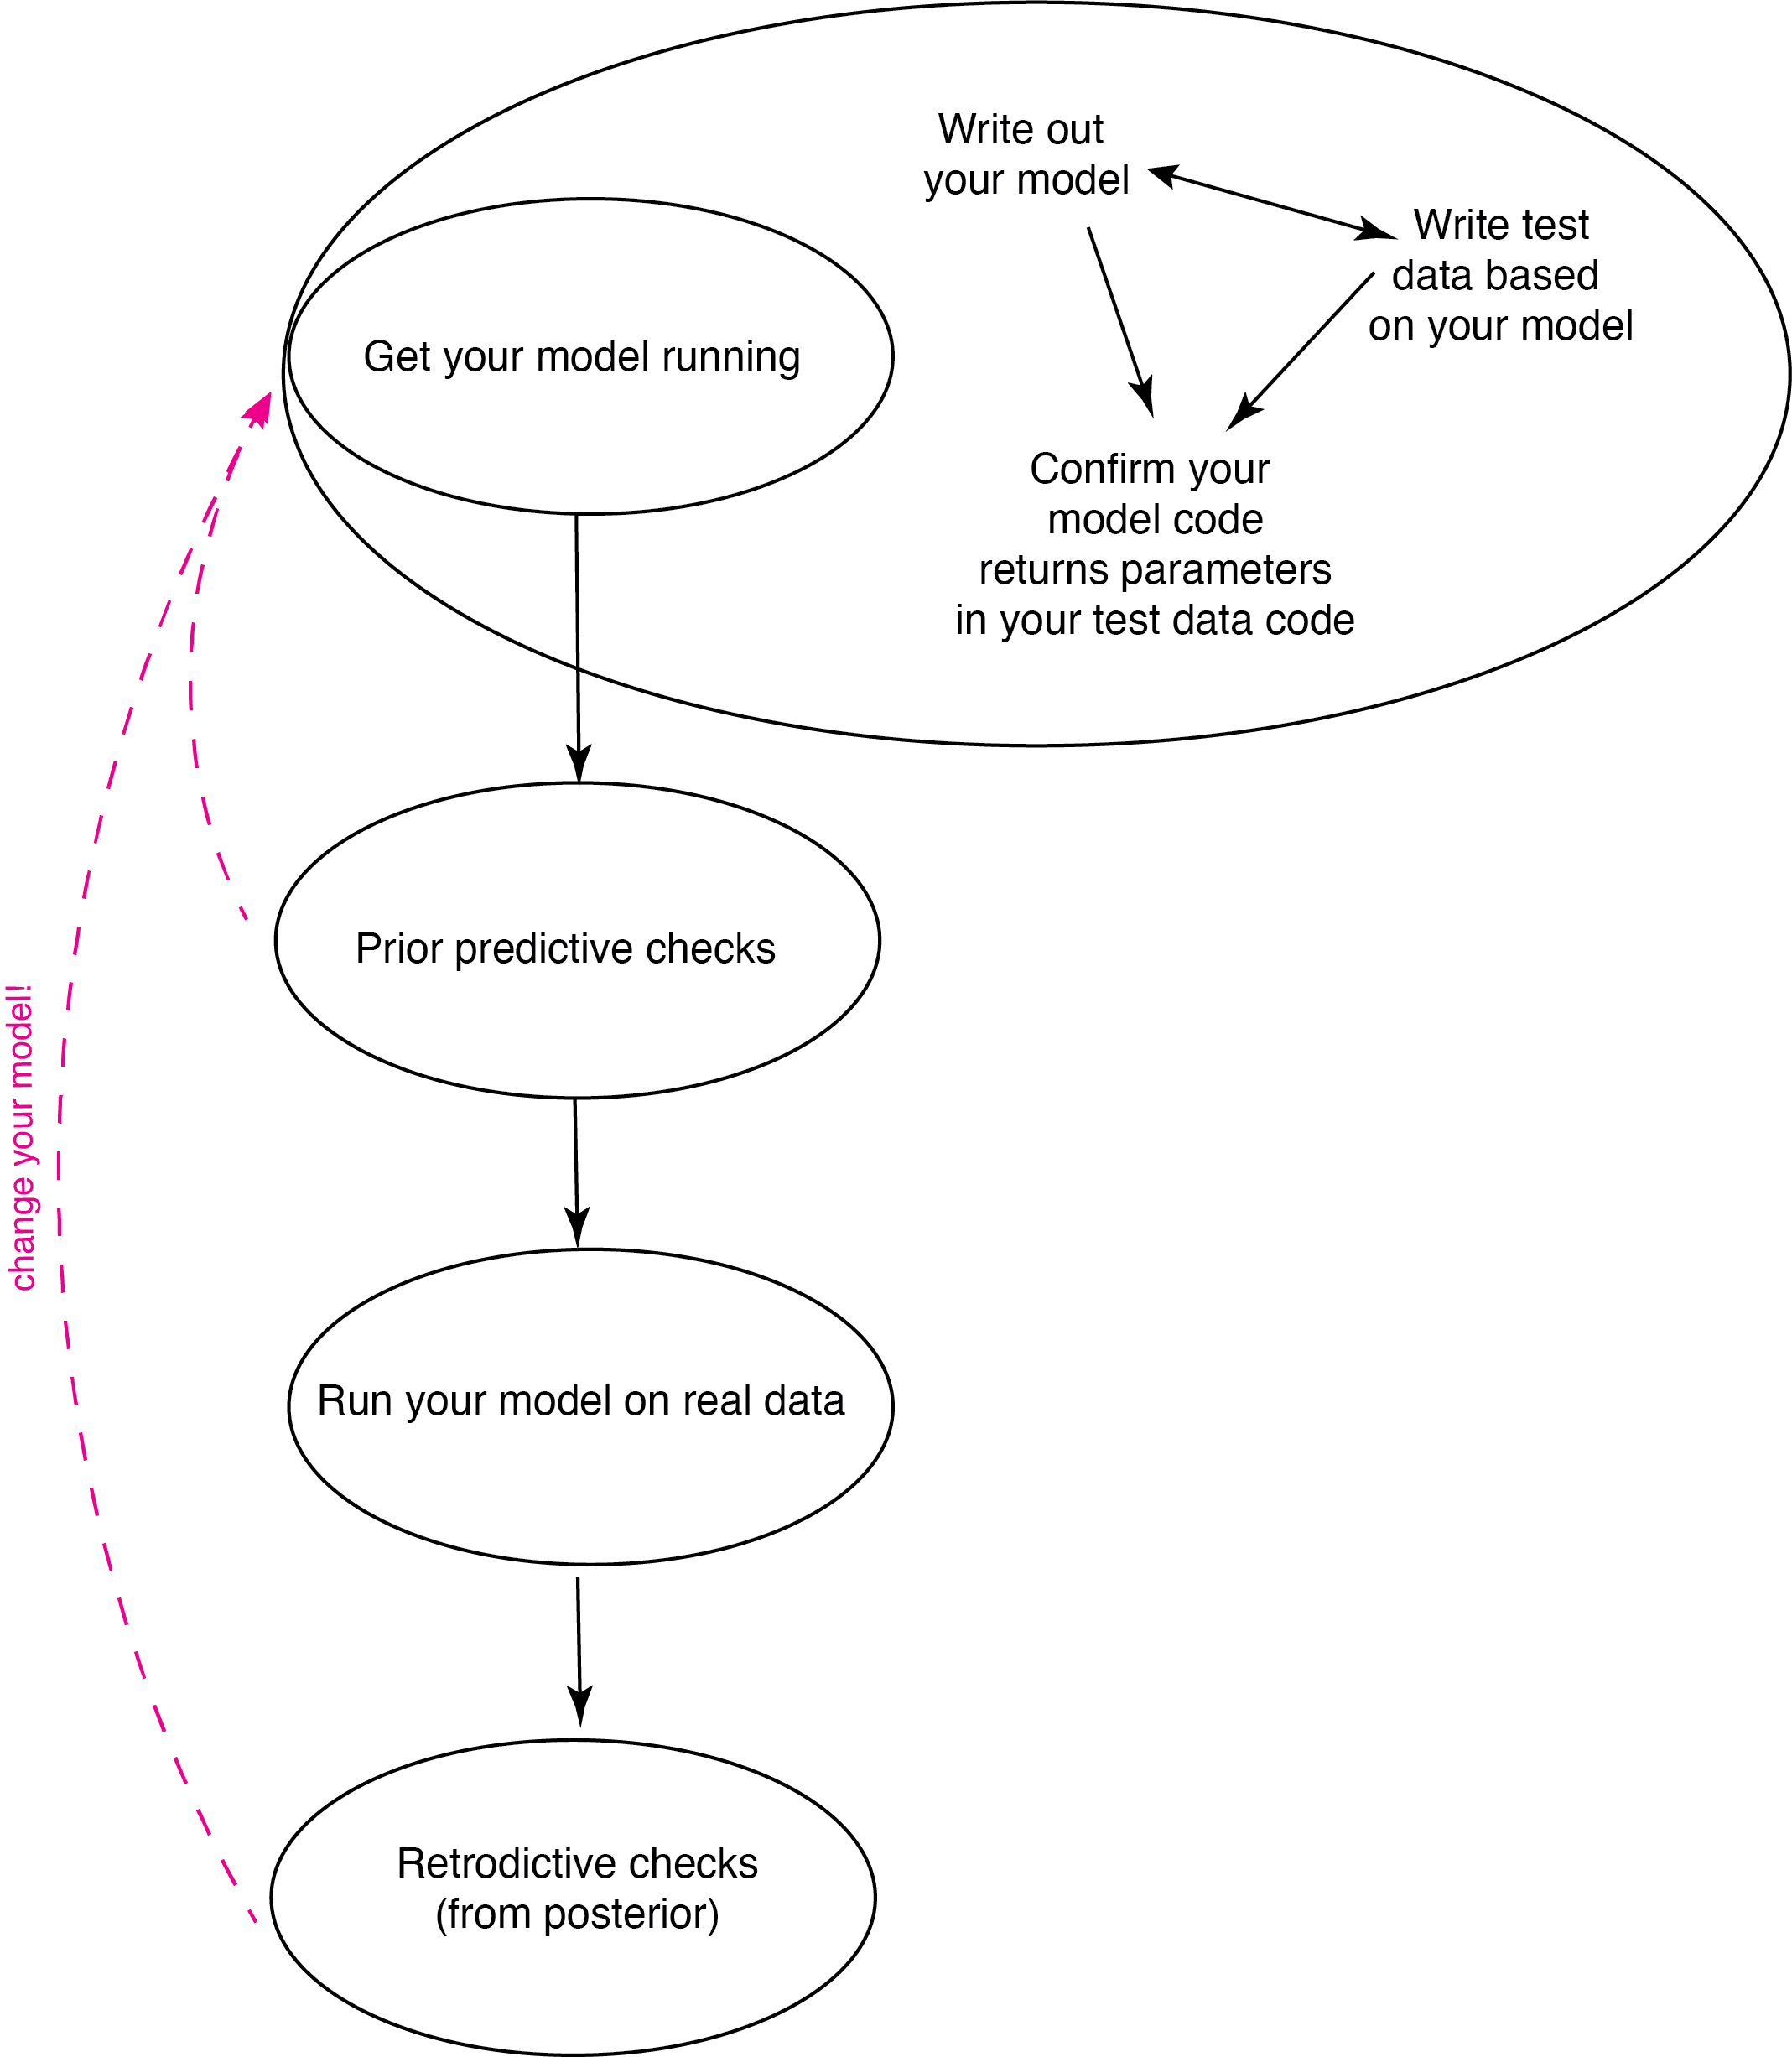 Write out
your model
Write test
data based
on your model
Get your model running
Confirm your
model code
returns parameters
in your test data code
Prior predictive checks
change your model!
Run your model on real data
Retrodictive checks
(from posterior)